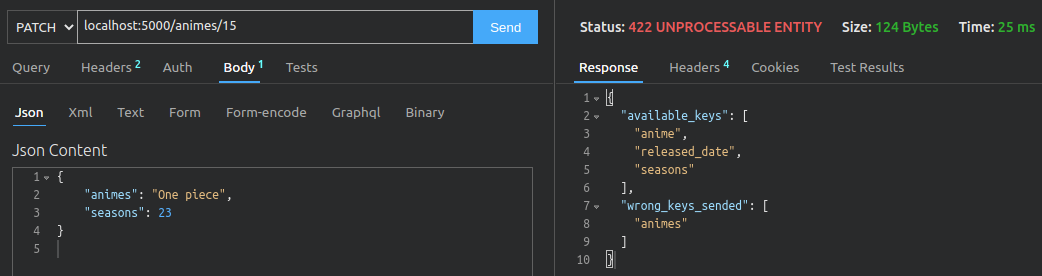 PATCH localhost:5000/animes/15 Send
Query Headers 2 Auth Body 1 Tests
Json Xml Text Form Form-encode Graphql Binary
Json Content
1 {
2 "animes": "One piece",
3 "seasons": 23
4 }
5
Status: 422 UNPROCESSABLE ENTITY Size: 124 Bytes Time: 25 ms
Response Headers 4 Cookies Test Results
1 {
2 "available_keys": [
3 "anime",
4 "released_date",
5 "seasons"
6 ],
7 "wrong_keys_sended": [
8 "animes"
9 ]
10 }